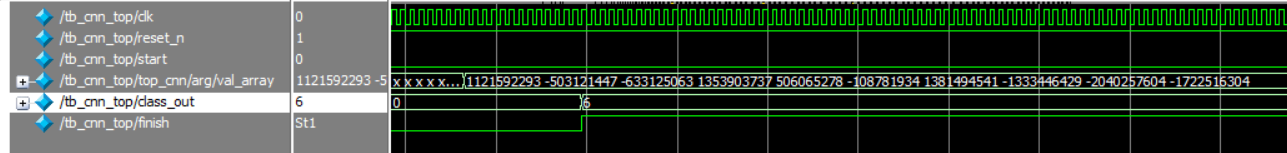 /tb_cnn_top/clk 0
/tb_cnn_top/reset_n 1
/tb_cnn_top/start 0
/tb_cnn_top/top_cnn/arg/val_array 1121592293 -5 x x x x x... 1121592293 -503121447 -633125063 1353903737 506065278 -108781934 1381494541 -1333446429 -2040257604 -1722516304
/tb_cnn_top/class_out 6 0 6
/tb_cnn_top/finish St1